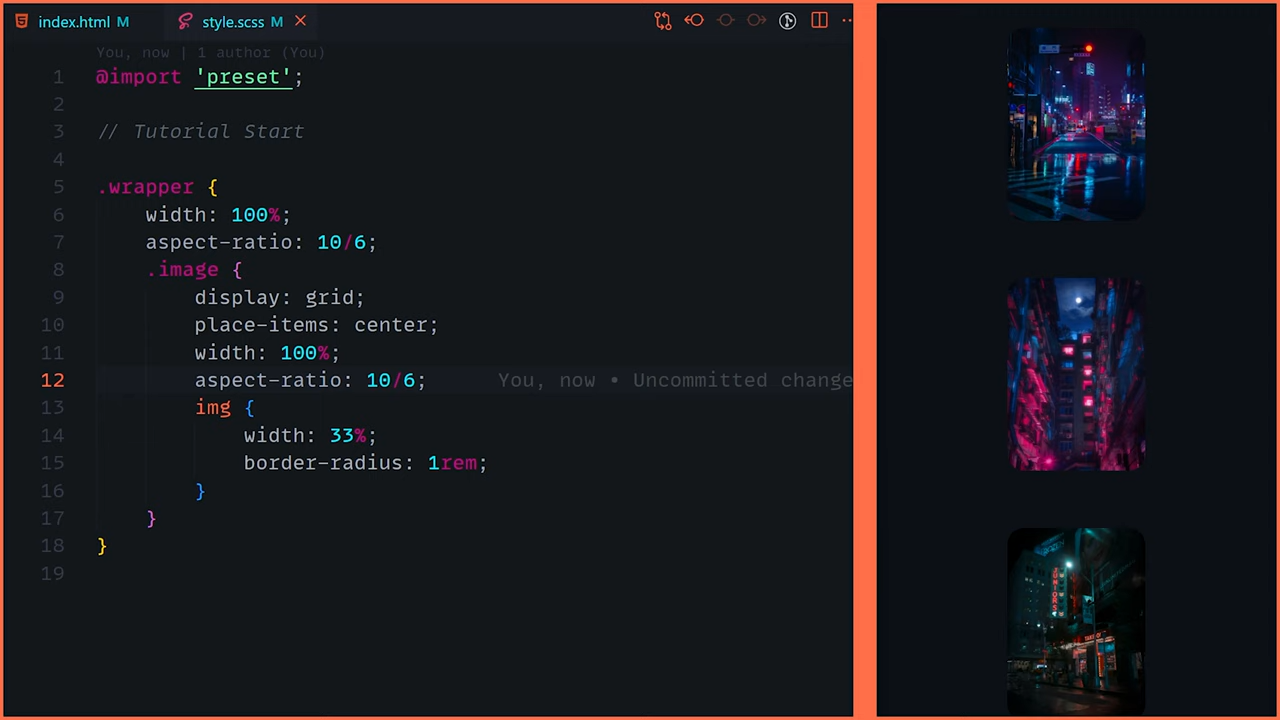 index.html M
style.scss M
You, now | 1 author (You)
1 @import 'preset';
2
3 // Tutorial Start
4
5 .wrapper {
6 width: 100%;
7 aspect-ratio: 10/6;
8 .image {
9 display: grid;
10 place-items: center;
11 width: 100%;
12 aspect-ratio: 10/6; You, now • Uncommitted change
13 img {
14 width: 33%;
15 border-radius: 1rem;
16 }
17 }
18 }
19
JUNIORS